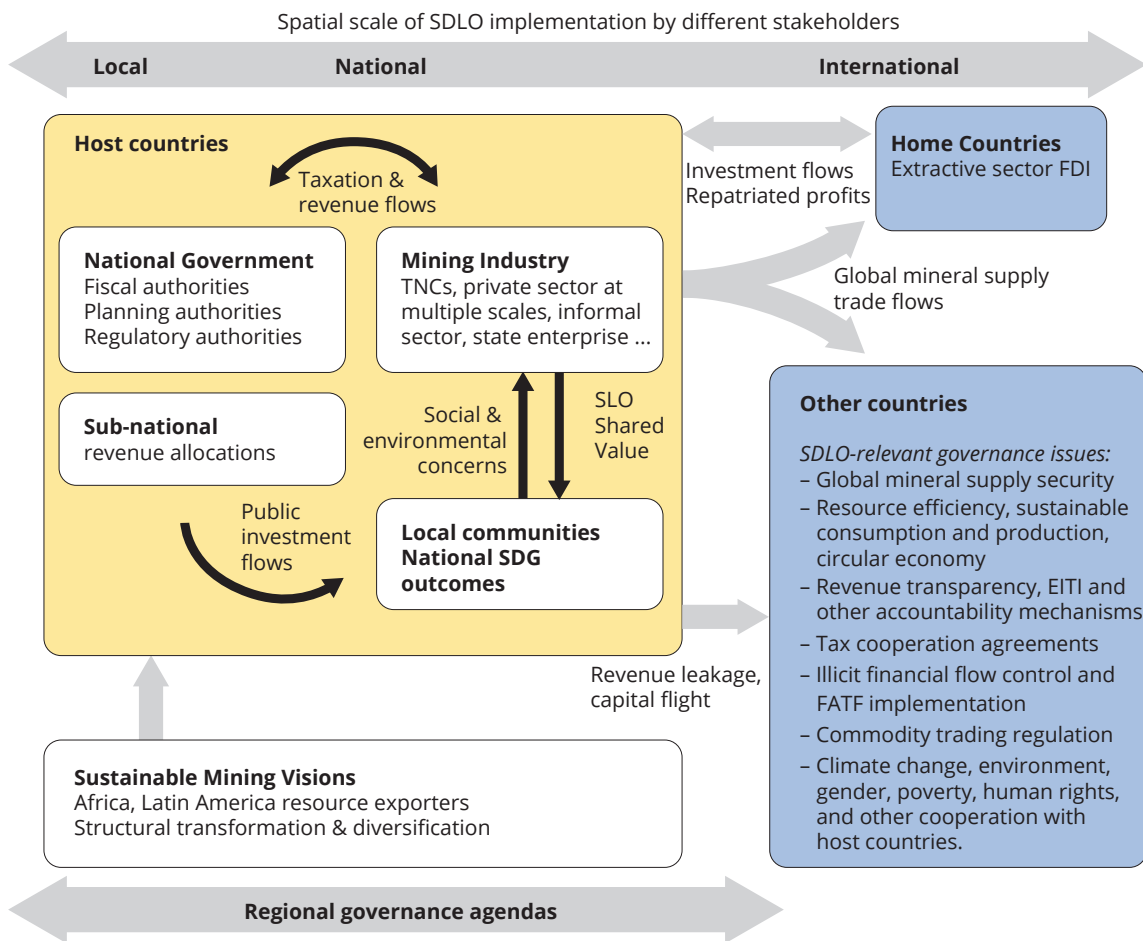 Spatial scale of SDLO implementation by different stakeholders
Local
National
International
Host countries
Taxation &
revenue flows
National Government
Fiscal authorities
Planning authorities
Regulatory authorities
Mining Industry
TNCs, private sector at
multiple scales, informal
sector, state enterprise ...
Sub-national
revenue allocations
Social &
environmental
concerns
SLO
Shared
Value
Public
investment
flows
Local communities
National SDG
outcomes
Investment flows
Repatriated profits
Home Countries
Extractive sector FDI
Global mineral supply
trade flows
Other countries
SDLO-relevant governance issues:
– Global mineral supply security
– Resource efficiency, sustainable
consumption and production,
circular economy
– Revenue transparency, EITI and
other accountability mechanisms
– Tax cooperation agreements
– Illicit financial flow control and
FATF implementation
– Commodity trading regulation
– Climate change, environment,
gender, poverty, human rights,
and other cooperation with
host countries.
Revenue leakage,
capital flight
Sustainable Mining Visions
Africa, Latin America resource exporters
Structural transformation & diversification
Regional governance agendas